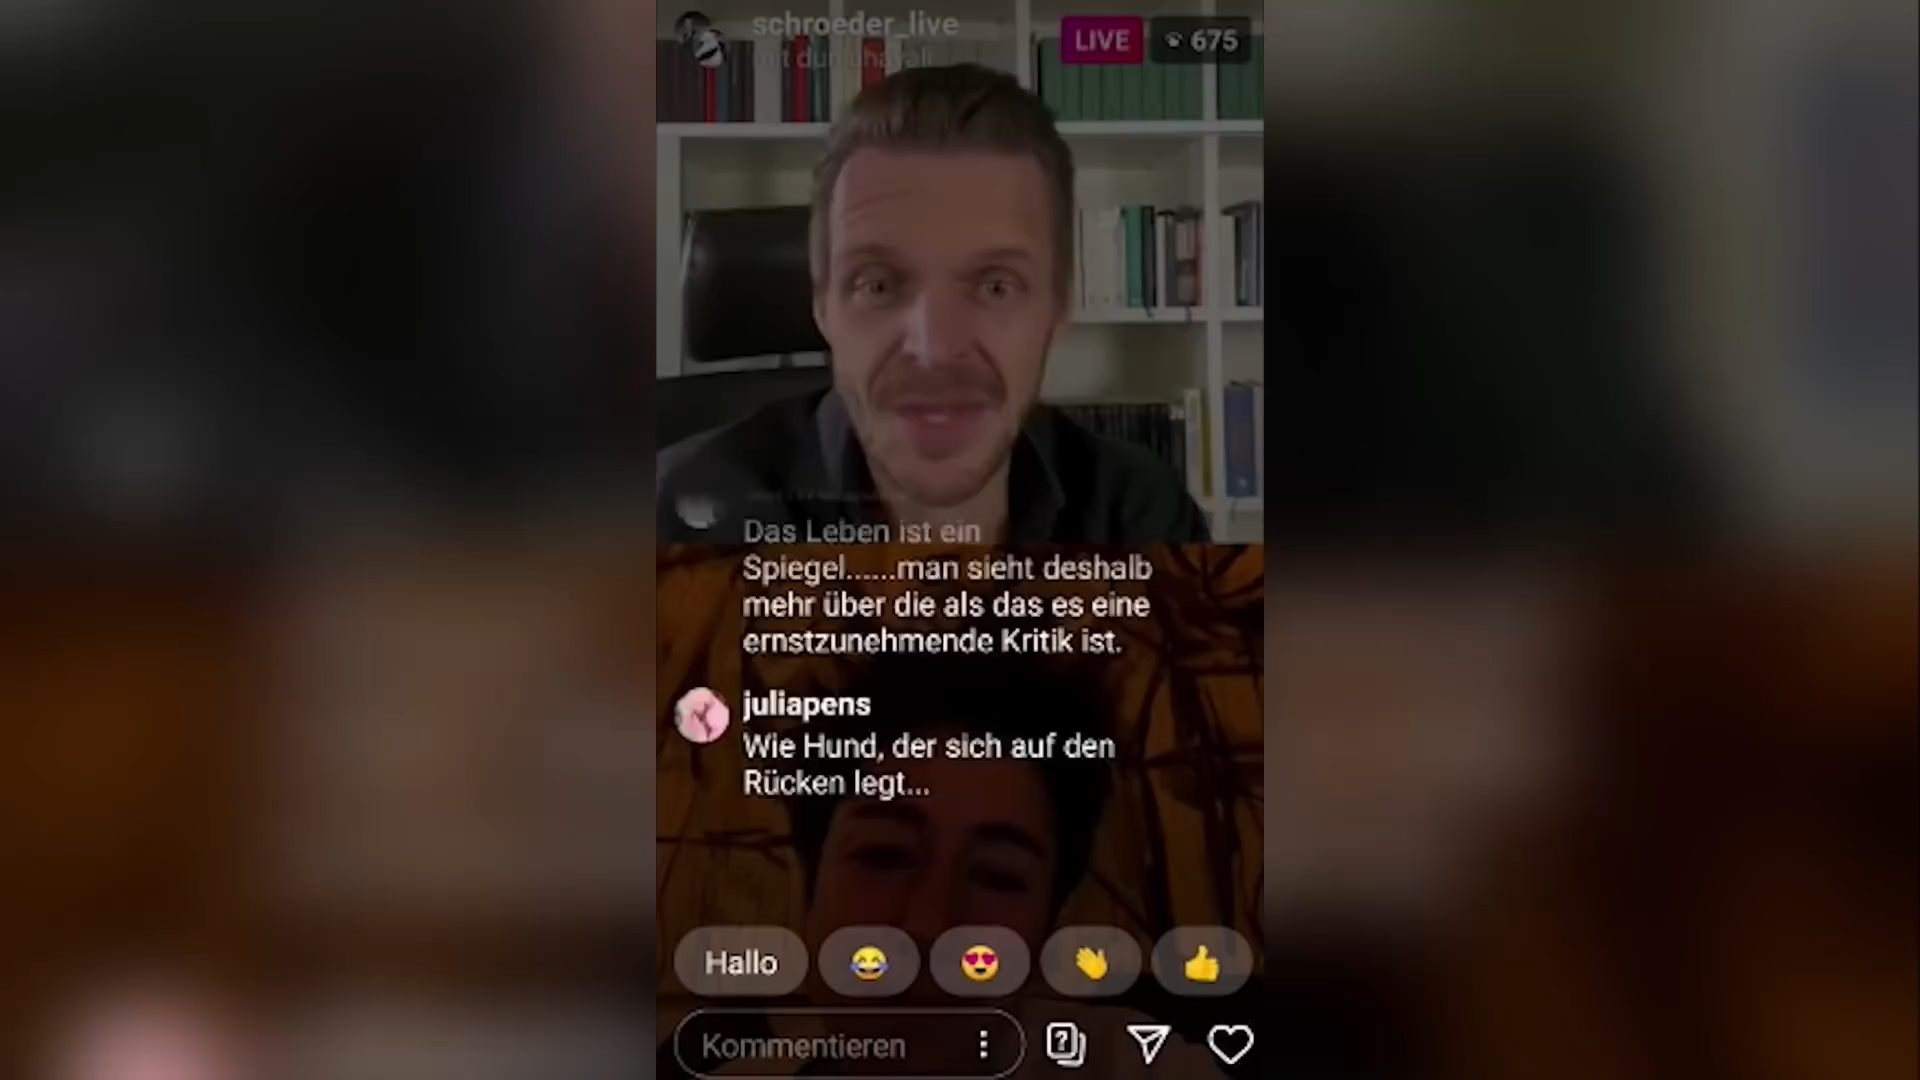 schroeder_live
LIVE
675
Das Leben ist ein
Spiegel......man sieht deshalb
mehr über die als das es eine
ernstzunehmende Kritik ist.
juliapens
Wie Hund, der sich auf den
Rücken legt...
Hallo
Kommentieren